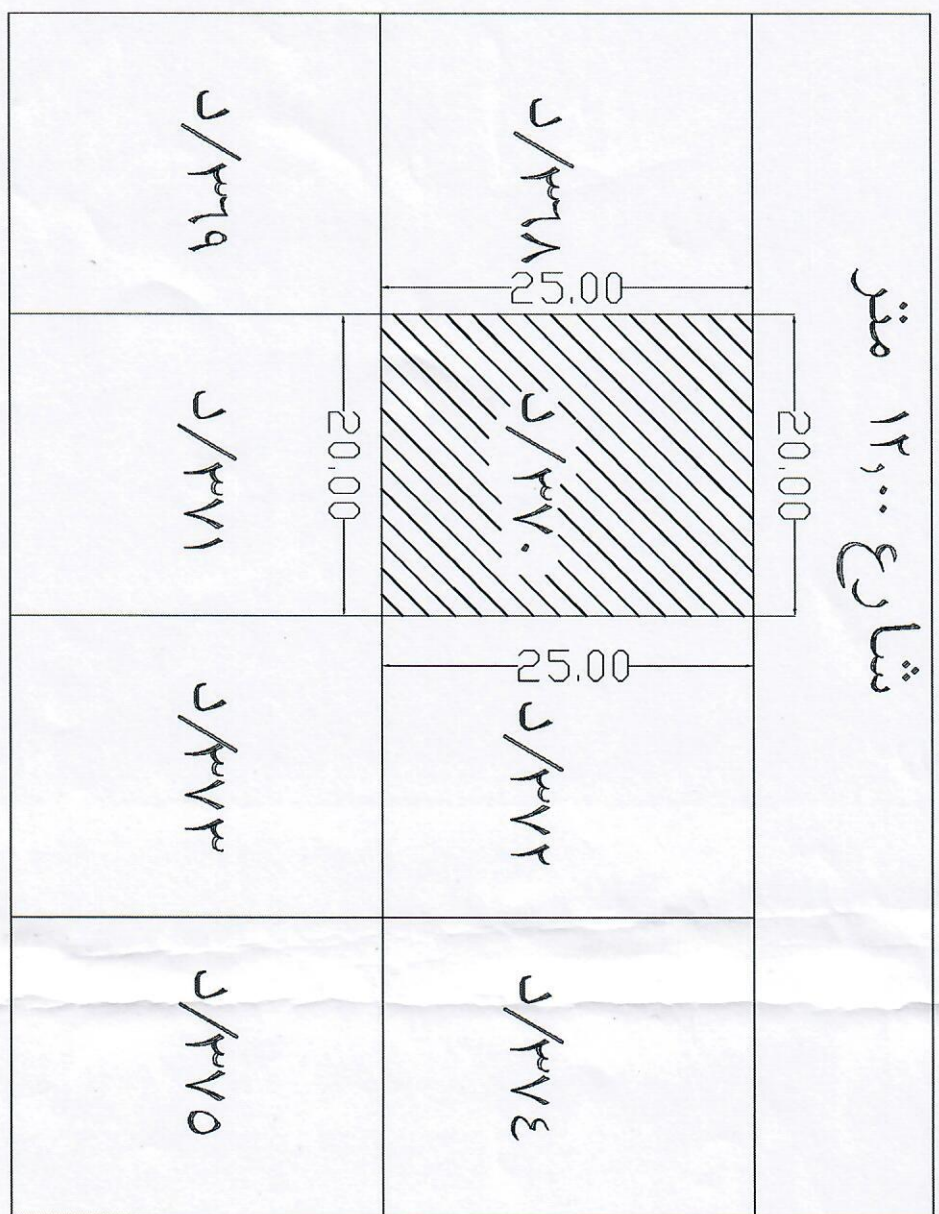 شارع ١٢,٠٠ متر
20.00
٣٧٤/د
٣٧٢/د
25.00
٣٧٠/د
25.00
٣٦٨/د
20.00
٣٧٥/د
٣٧٣/د
٣٧١/د
٣٦٩/د